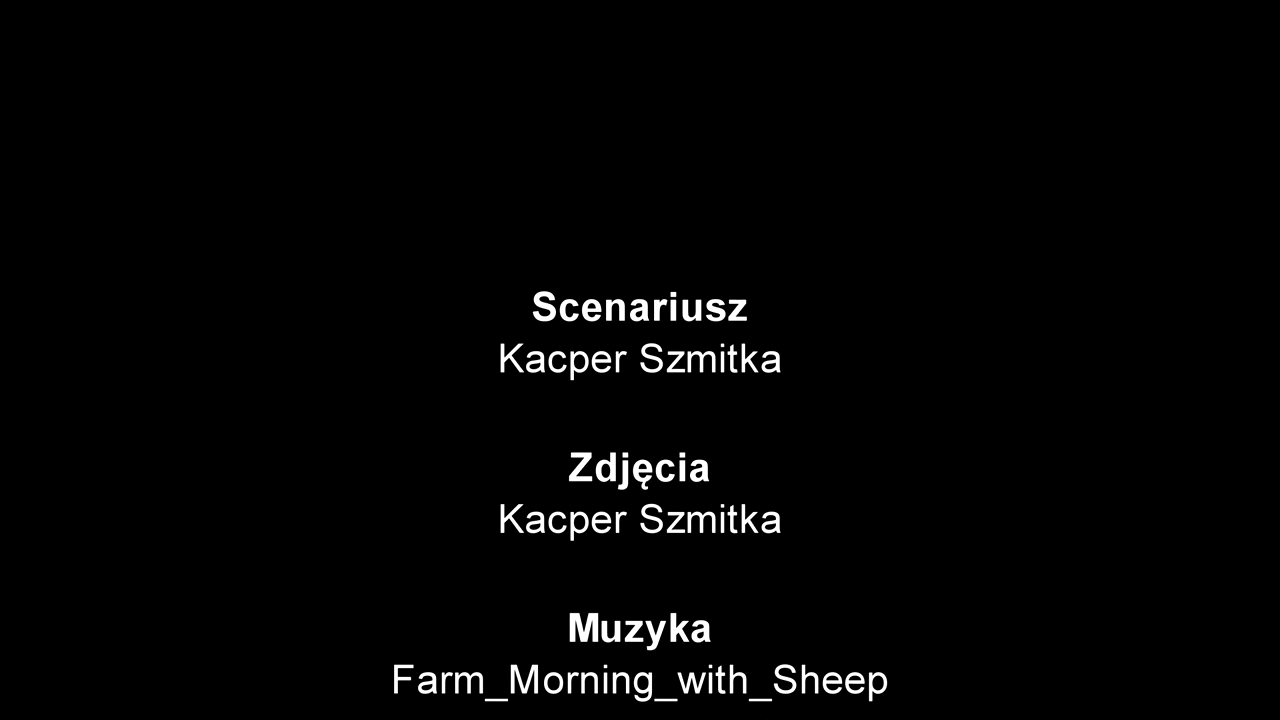 Scenariusz
Kacper Szmitka
Zdjęcia
Kacper Szmitka
Muzyka
Farm_Morning_with_Sheep